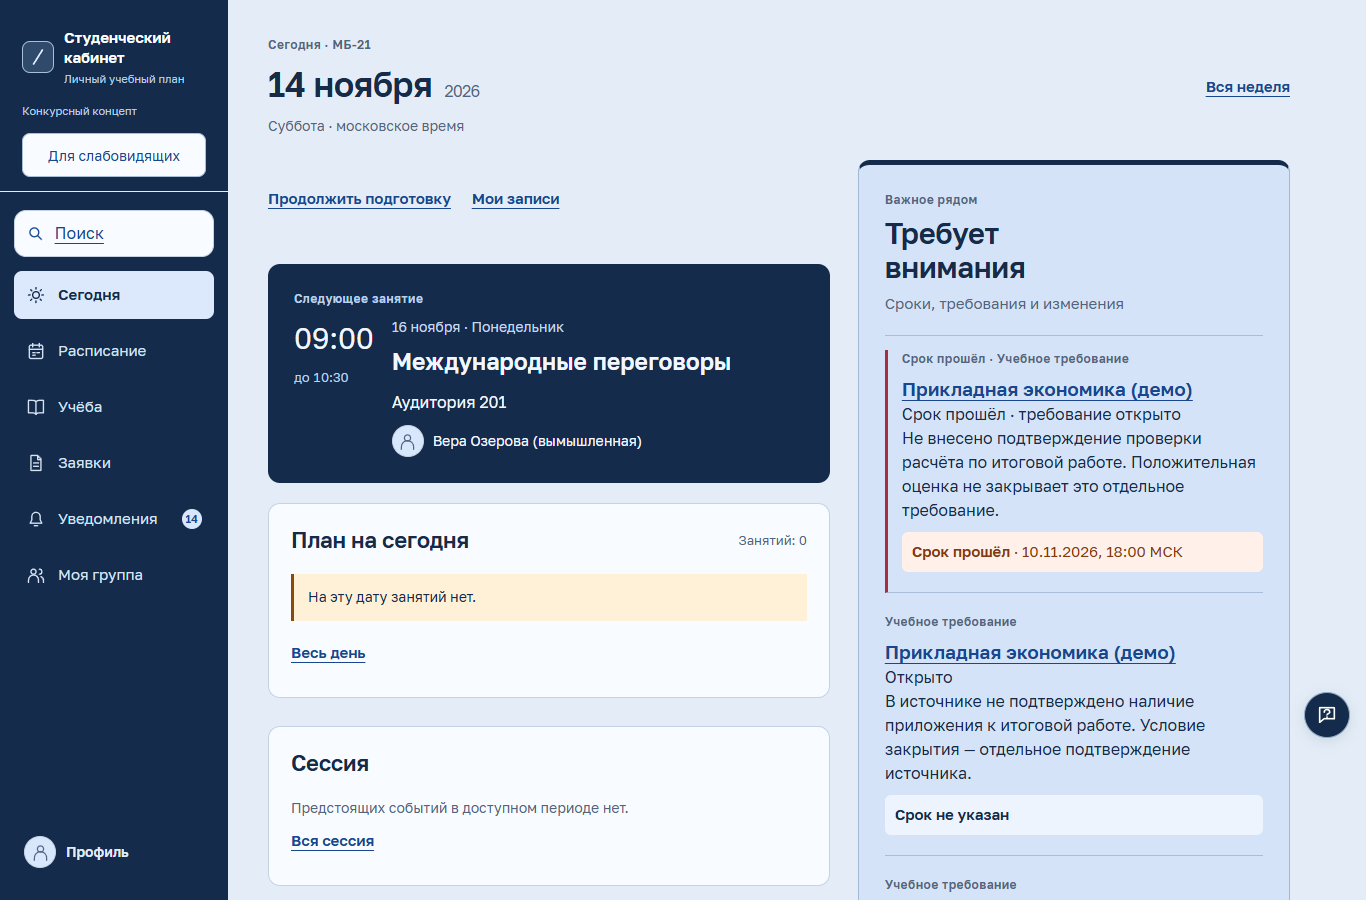 Студенческий
кабинет
Личный учебный план
Конкурсный концепт
Для слабовидящих
Поиск
Сегодня
Расписание
Учёба
Заявки
Уведомления 14
Моя группа
Профиль
Сегодня · МБ-21
14 ноября 2026
Суббота · московское время
Вся неделя
Продолжить подготовку Мои записи
Следующее занятие
09:00
до 10:30
16 ноября · Понедельник
Международные переговоры
Аудитория 201
Вера Озерова (вымышленная)
План на сегодня
Занятий: 0
На эту дату занятий нет.
Весь день
Сессия
Предстоящих событий в доступном периоде нет.
Вся сессия
Важное рядом
Требует
внимания
Сроки, требования и изменения
Срок прошёл · Учебное требование
Прикладная экономика (демо)
Срок прошёл · требование открыто
Не внесено подтверждение проверки
расчёта по итоговой работе. Положительная
оценка не закрывает это отдельное
требование.
Срок прошёл · 10.11.2026, 18:00 МСК
Учебное требование
Прикладная экономика (демо)
Открыто
В источнике не подтверждено наличие
приложения к итоговой работе. Условие
закрытия — отдельное подтверждение
источника.
Срок не указан
Учебное требование